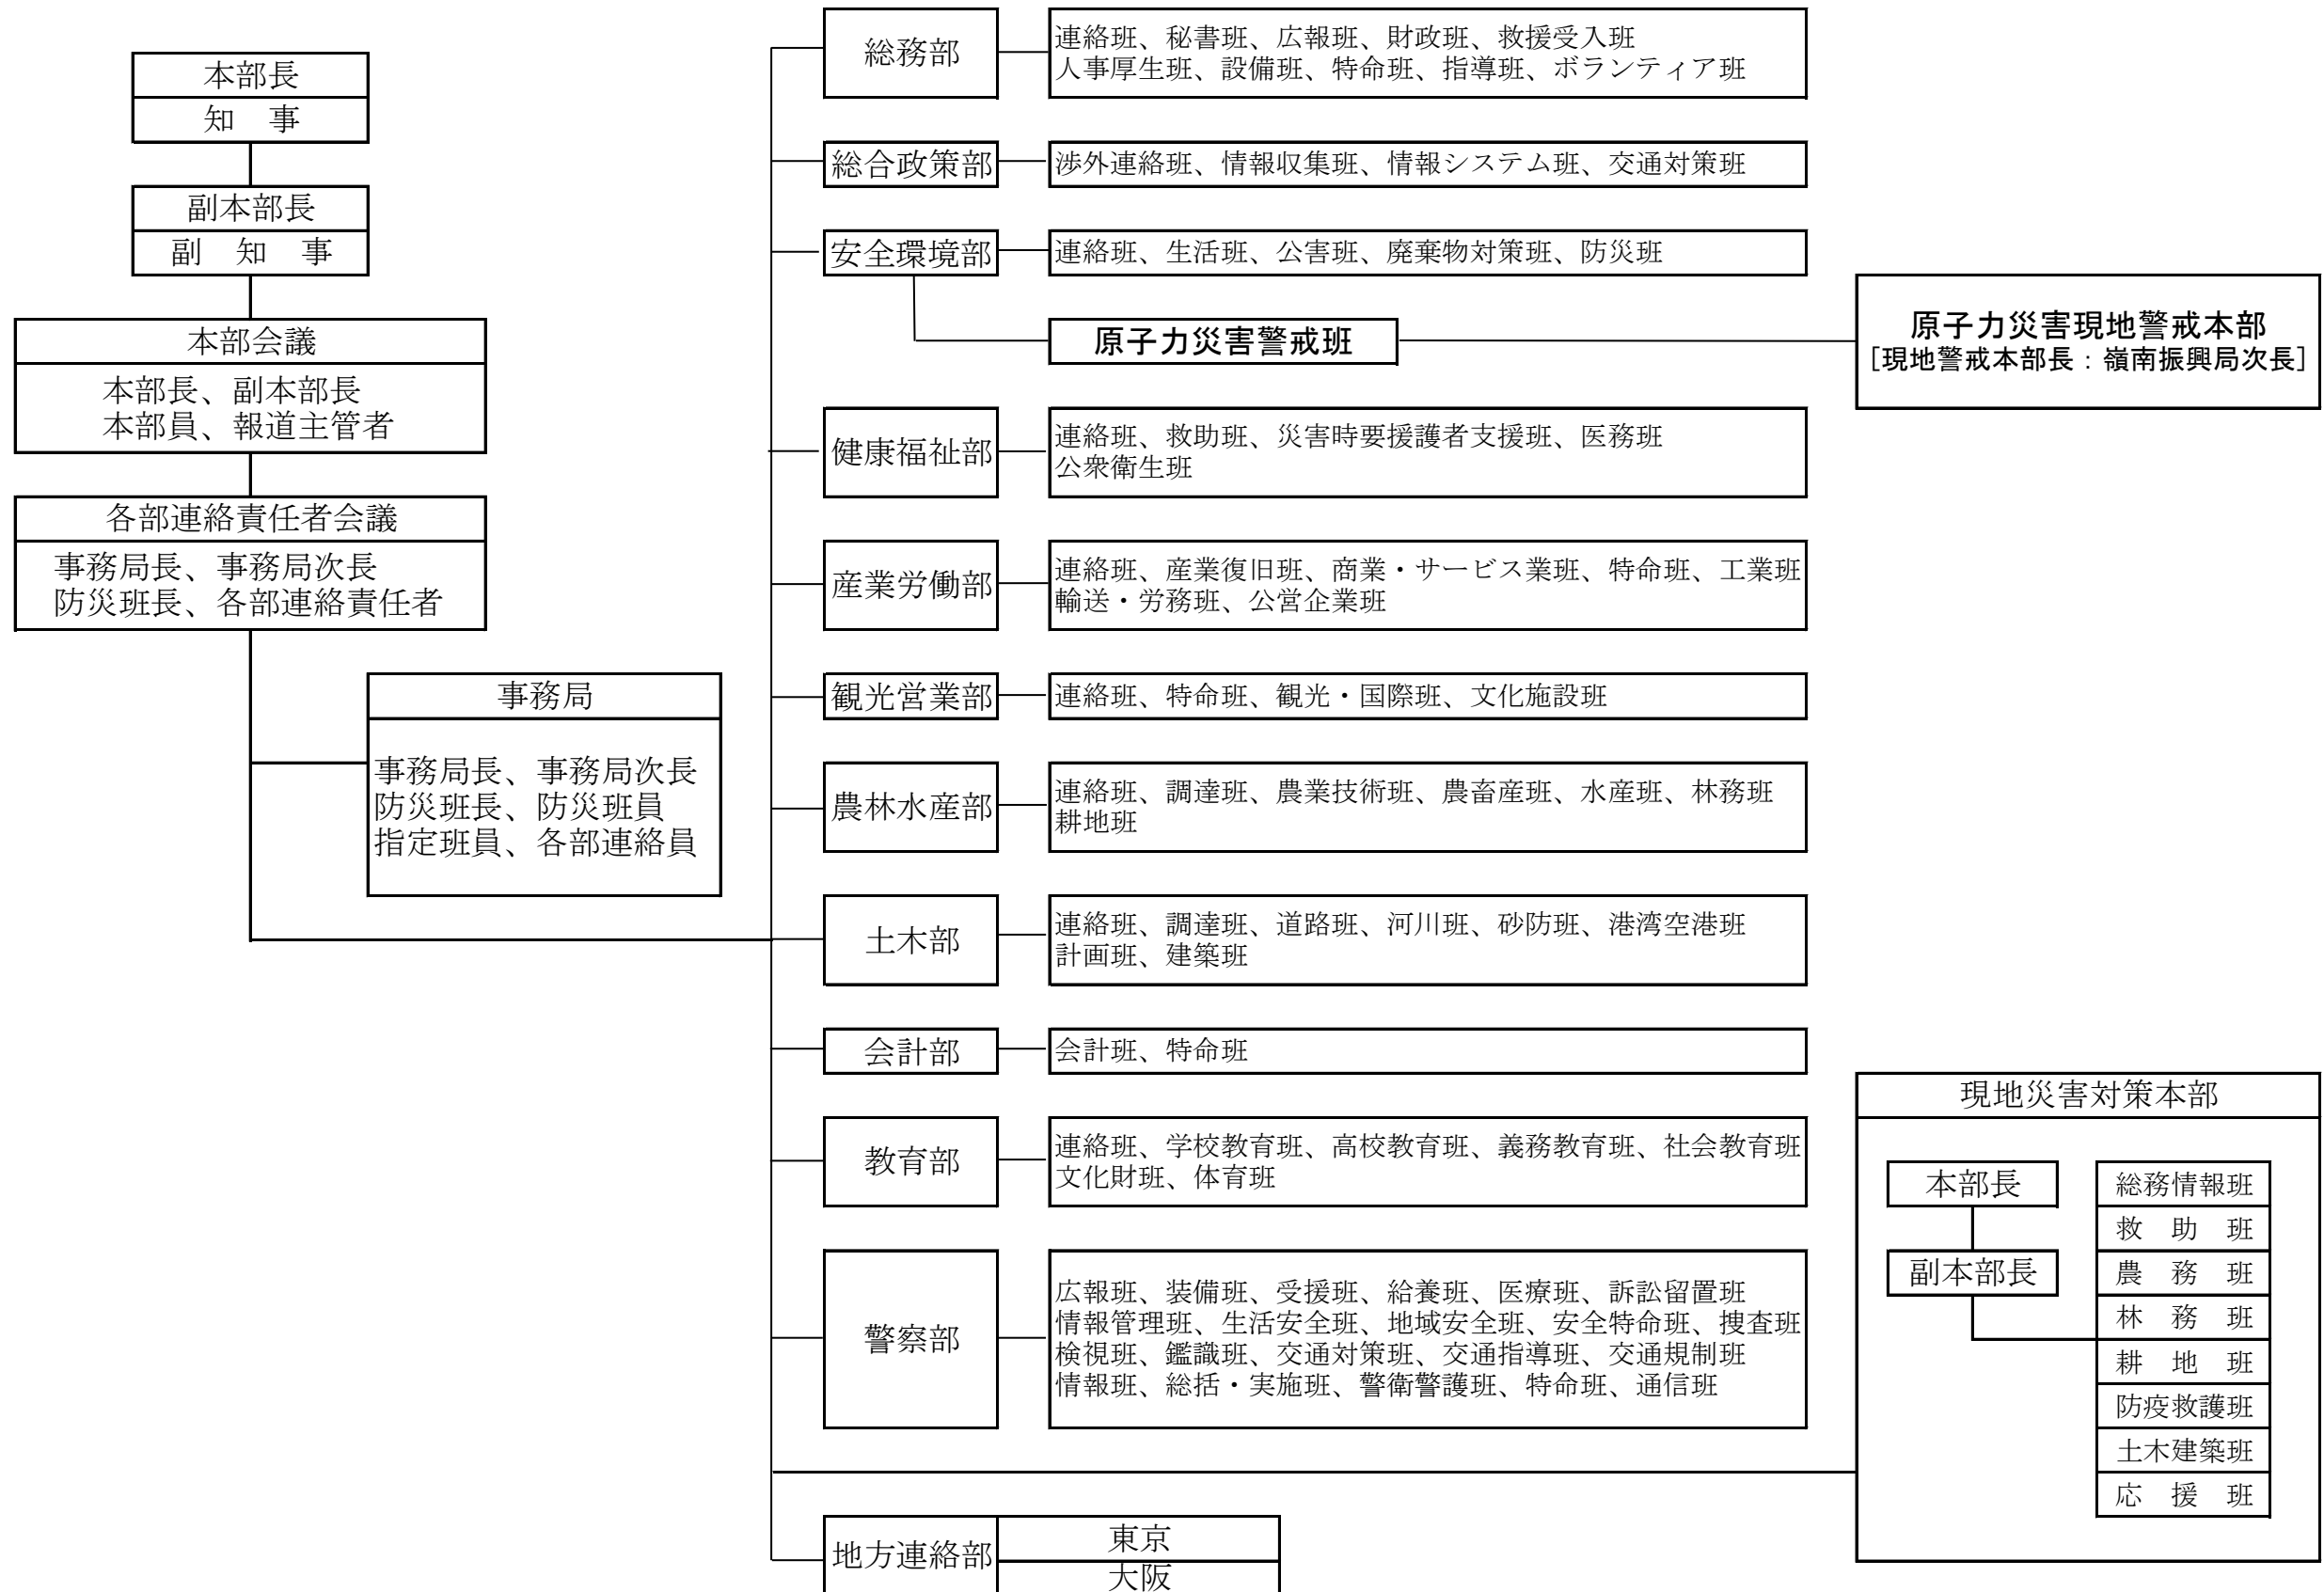 本部長
知　事
副本部長
副　知　事
本部会議
本部長、副本部長
本部員、報道主管者
各部連絡責任者会議
事務局長、事務局次長
防災班長、各部連絡責任者
事務局
事務局長、事務局次長
防災班長、防災班員
指定班員、各部連絡員
総務部
連絡班、秘書班、広報班、財政班、救援受入班
人事厚生班、設備班、特命班、指導班、ボランティア班
総合政策部
渉外連絡班、情報収集班、情報システム班、交通対策班
安全環境部
連絡班、生活班、公害班、廃棄物対策班、防災班
原子力災害警戒班
原子力災害現地警戒本部
［現地警戒本部長：嶺南振興局次長］
健康福祉部
連絡班、救助班、災害時要援護者支援班、医務班
公衆衛生班
産業労働部
連絡班、産業復旧班、商業・サービス業班、特命班、工業班
輸送・労務班、公営企業班
観光営業部
連絡班、特命班、観光・国際班、文化施設班
農林水産部
連絡班、調達班、農業技術班、農畜産班、水産班、林務班
耕地班
土木部
連絡班、調達班、道路班、河川班、砂防班、港湾空港班
計画班、建築班
会計部
会計班、特命班
教育部
連絡班、学校教育班、高校教育班、義務教育班、社会教育班
文化財班、体育班
警察部
広報班、装備班、受援班、給養班、医療班、訴訟留置班
情報管理班、生活安全班、地域安全班、安全特命班、捜査班
検視班、鑑識班、交通対策班、交通指導班、交通規制班
情報班、総括・実施班、警衛警護班、特命班、通信班
地方連絡部
東京
大阪
現地災害対策本部
本部長
副本部長
総務情報班
救　助　班
農　務　班
林　務　班
耕　地　班
防疫救護班
土木建築班
応　援　班